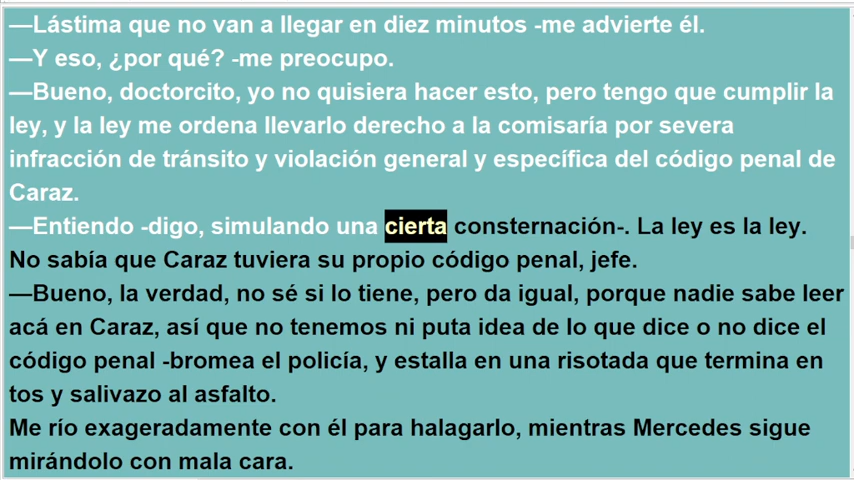 —Lástima que no van a llegar en diez minutos -me advierte él.
—Y eso, ¿por qué? -me preocupo.
—Bueno, doctorcito, yo no quisiera hacer esto, pero tengo que cumplir la
ley, y la ley me ordena llevarlo derecho a la comisaría por severa
infracción de tránsito y violación general y específica del código penal de
Caraz.
—Entiendo -digo, simulando una cierta consternación-. La ley es la ley.
No sabía que Caraz tuviera su propio código penal, jefe.
—Bueno, la verdad, no sé si lo tiene, pero da igual, porque nadie sabe leer
acá en Caraz, así que no tenemos ni puta idea de lo que dice o no dice el
código penal -bromea el policía, y estalla en una risotada que termina en
tos y salivazo al asfalto.
Me río exageradamente con él para halagarlo, mientras Mercedes sigue
mirándolo con mala cara.